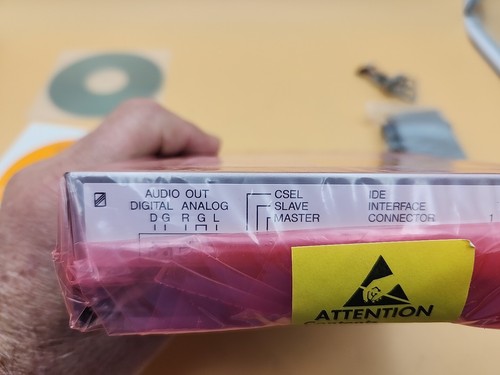 AUDIO OUT
DIGITAL ANALOG
D G R G L
CSEL
SLAVE
MASTER
IDE
INTERFACE
CONNECTOR
ATTENTION